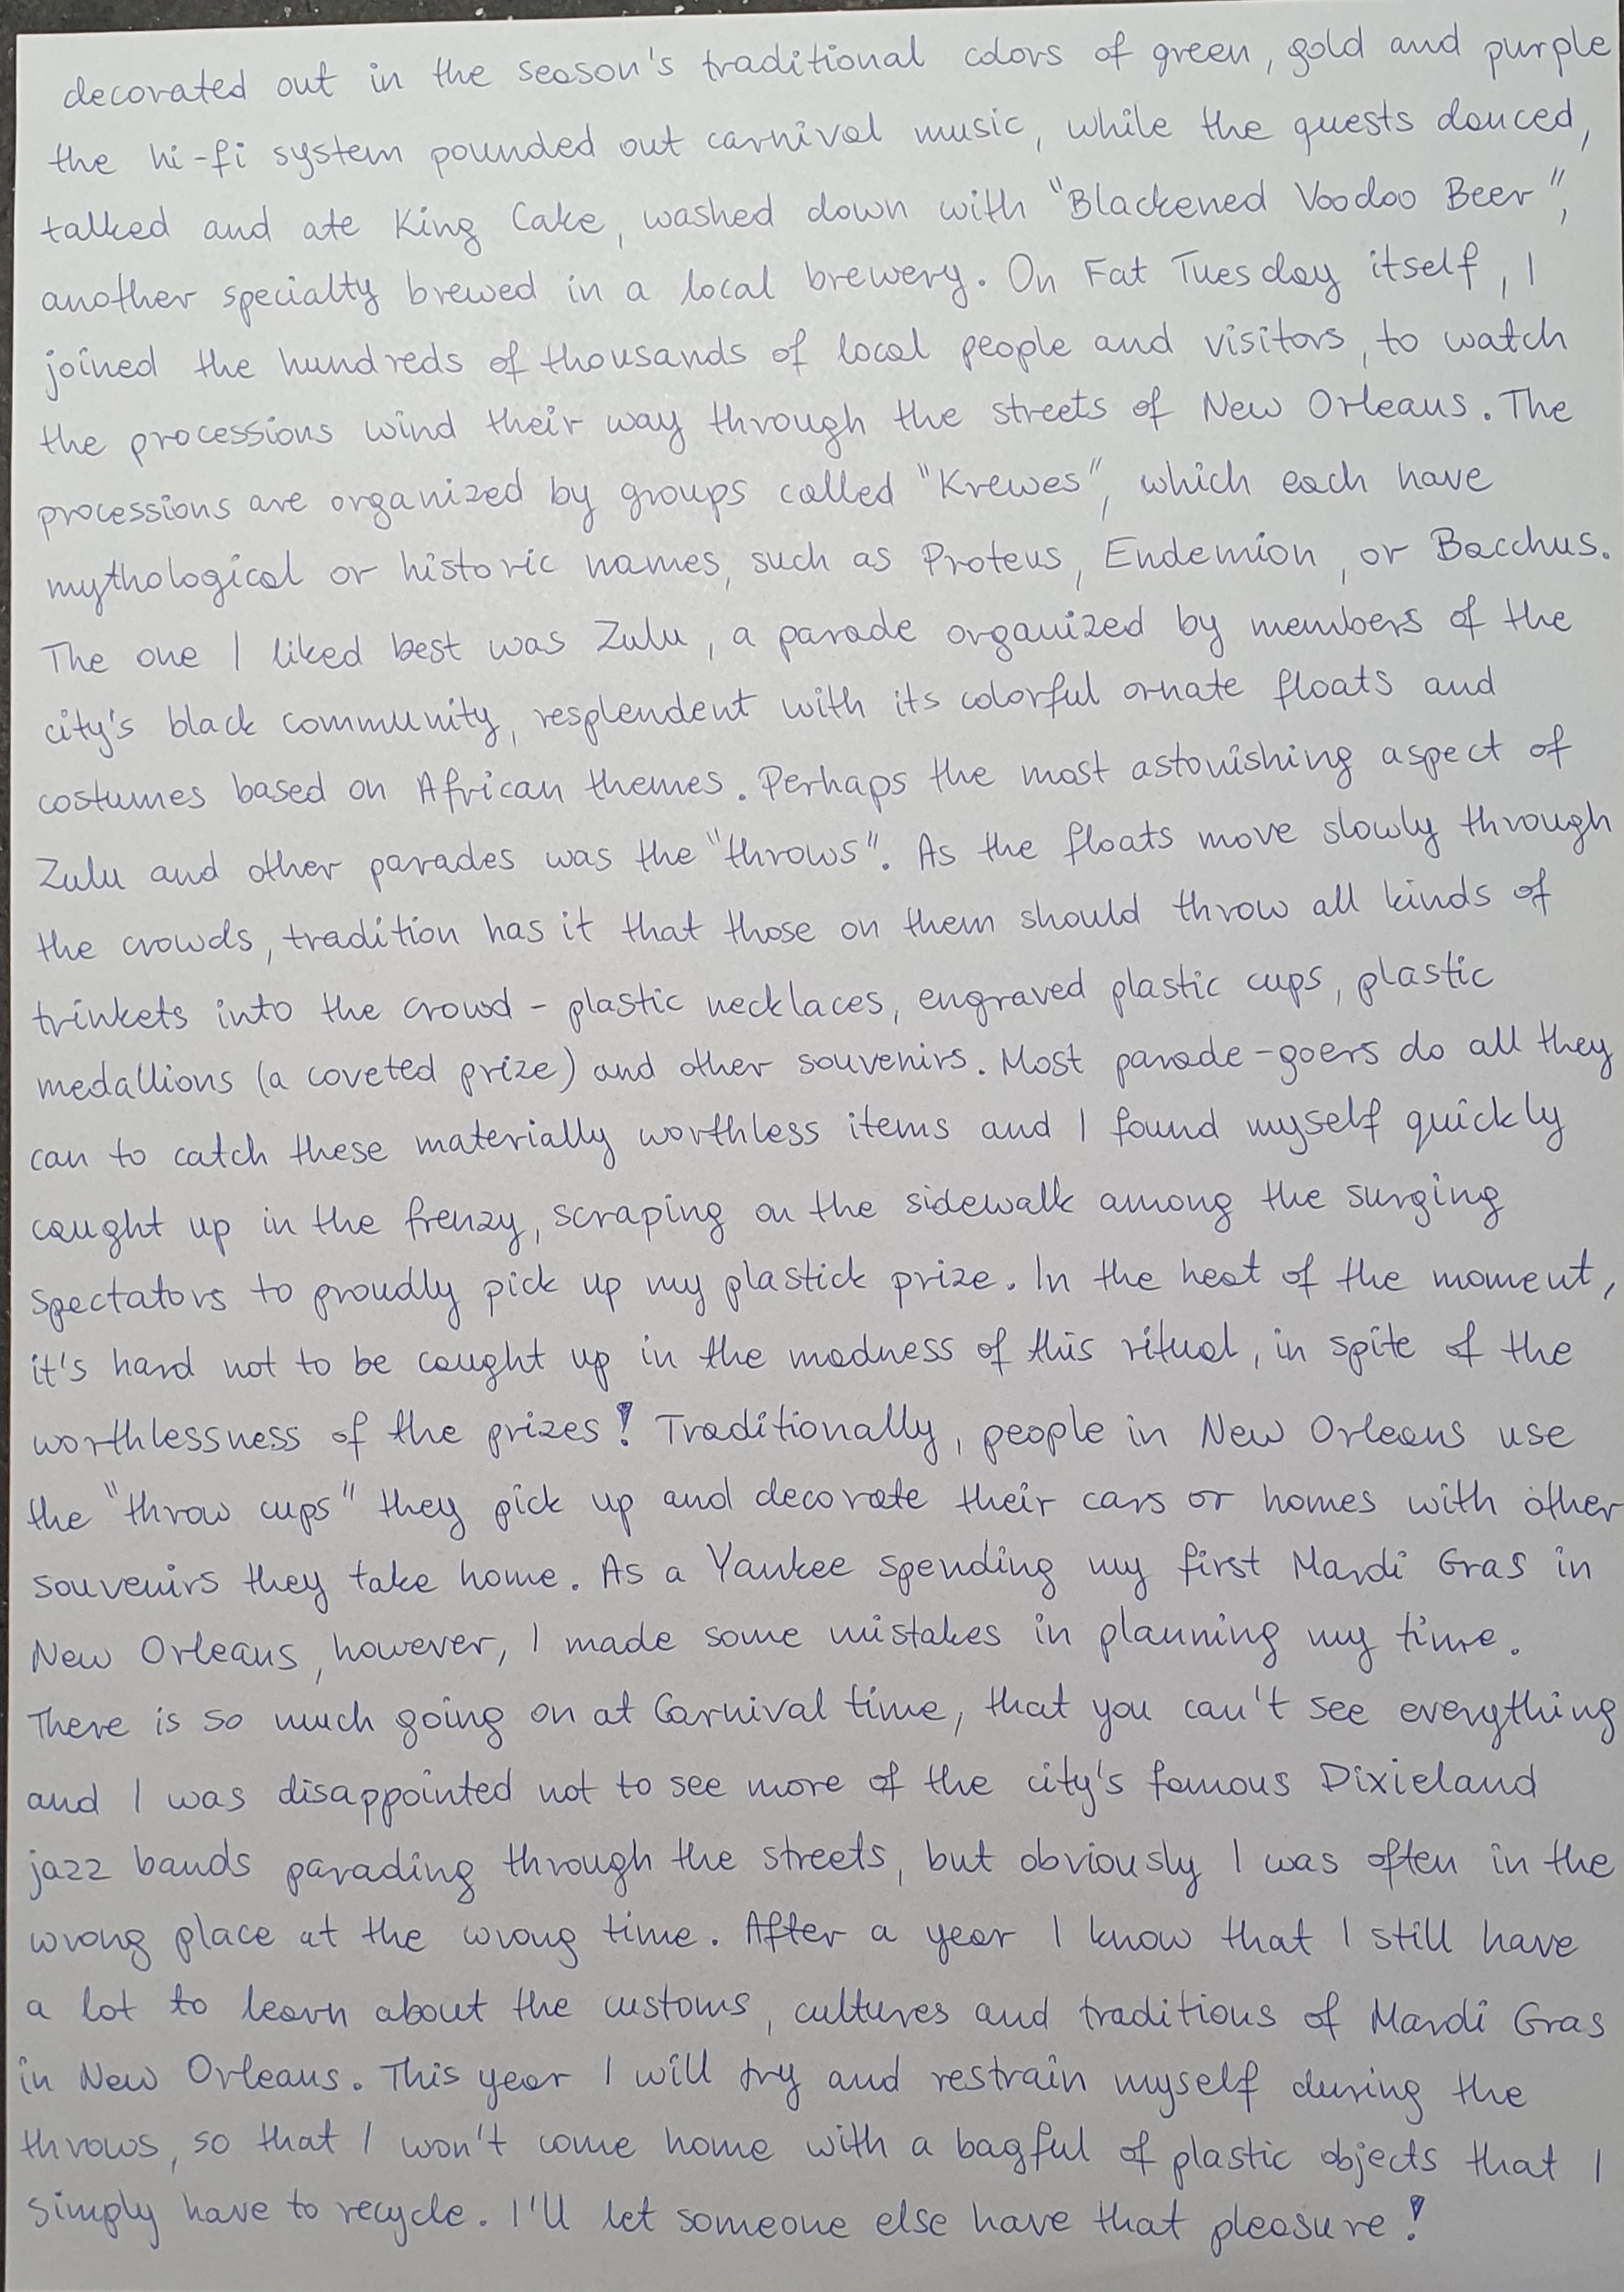 decorated out in the season's traditional colors of green, gold and purple
the hi-fi system pounded out carnival music, while the guests danced,
talked and ate King Cake, washed down with "Blackened Voodoo Beer",
another specialty brewed in a local brewery. On Fat Tuesday itself, I
joined the hundreds of thousands of local people and visitors, to watch
the processions wind their way through the streets of New Orleans. The
processions are organized by groups called "Krewes", which each have
mythological or historic names, such as Proteus, Endemion, or Bacchus.
The one I liked best was Zulu, a parade organized by members of the
city's black community, resplendent with its colorful ornate floats and
costumes based on African themes. Perhaps the most astonishing aspect of
Zulu and other parades was the "throws". As the floats move slowly through
the crowds, tradition has it that those on them should throw all kinds of
trinkets into the crowd - plastic necklaces, engraved plastic cups, plastic
medallions (a coveted prize) and other souvenirs. Most parade-goers do all they
can to catch these materially worthless items and I found myself quickly
caught up in the frenzy, scraping on the sidewalk among the surging
spectators to proudly pick up my plastick prize. In the heat of the moment,
it's hard not to be caught up in the madness of this ritual, in spite of the
worthlessness of the prizes! Traditionally, people in New Orleans use
the "throw cups" they pick up and decorate their cars or homes with other
souvenirs they take home. As a Yankee spending my first Mardi Gras in
New Orleans, however, I made some mistakes in planning my time.
There is so much going on at Carnival time, that you can't see everything
and I was disappointed not to see more of the city's famous Dixieland
jazz bands parading through the streets, but obviously I was often in the
wrong place at the wrong time. After a year I know that I still have
a lot to learn about the customs, cultures and traditions of Mardi Gras
in New Orleans. This year I will try and restrain myself during the
throws, so that I won't come home with a bagful of plastic objects that I
simply have to recycle. I'll let someone else have that pleasure!